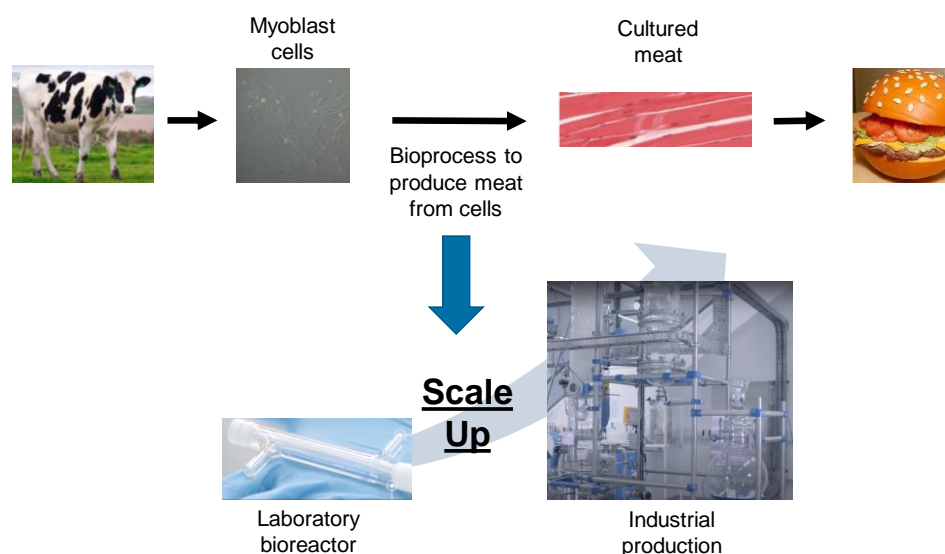 Myoblast
cells
Cultured
meat
Bioprocess to
produce meat
from cells
Scale
Up
Laboratory
bioreactor
Industrial
production